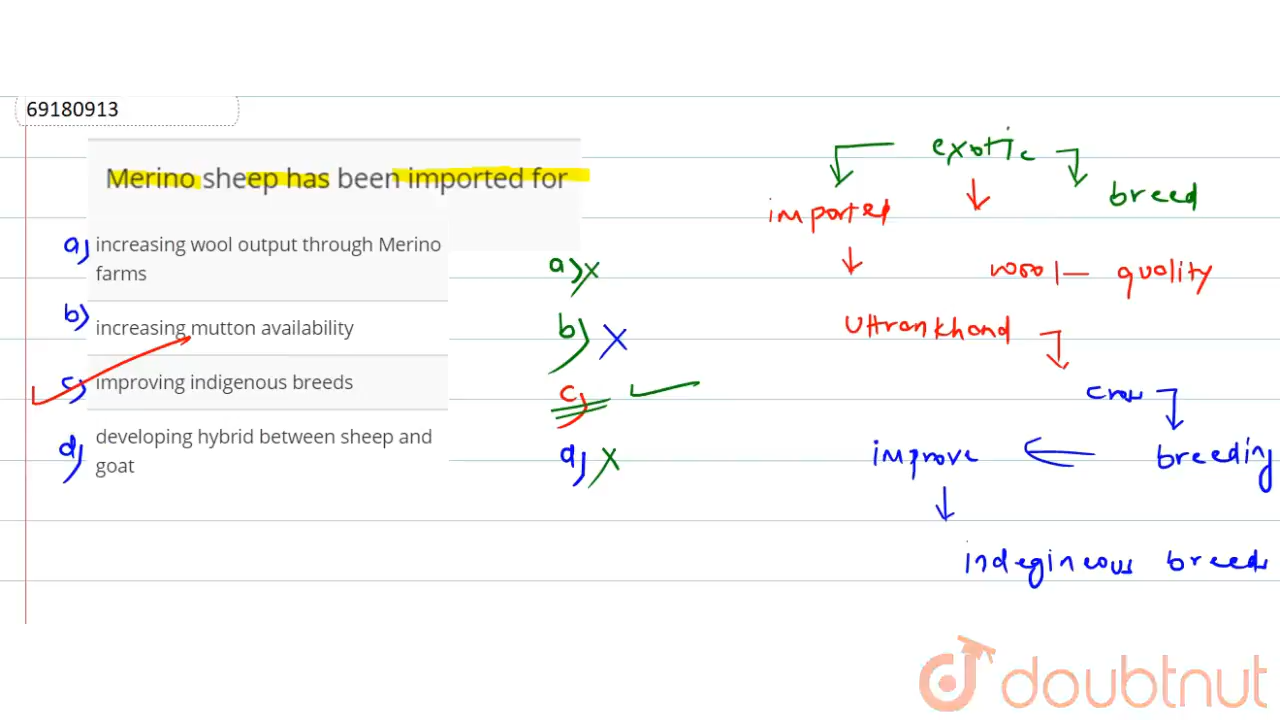 69180913
Merino sheep has been imported for
a) increasing wool output through Merino
farms
b) increasing mutton availability
c) improving indigenous breeds
d) developing hybrid between sheep and
goat
a) x
b) x
c)
d) x
exotic
imported
breed
wool - quality
Uttrankhand
cross
breeding
improve
indegineous breeds
doubtnut